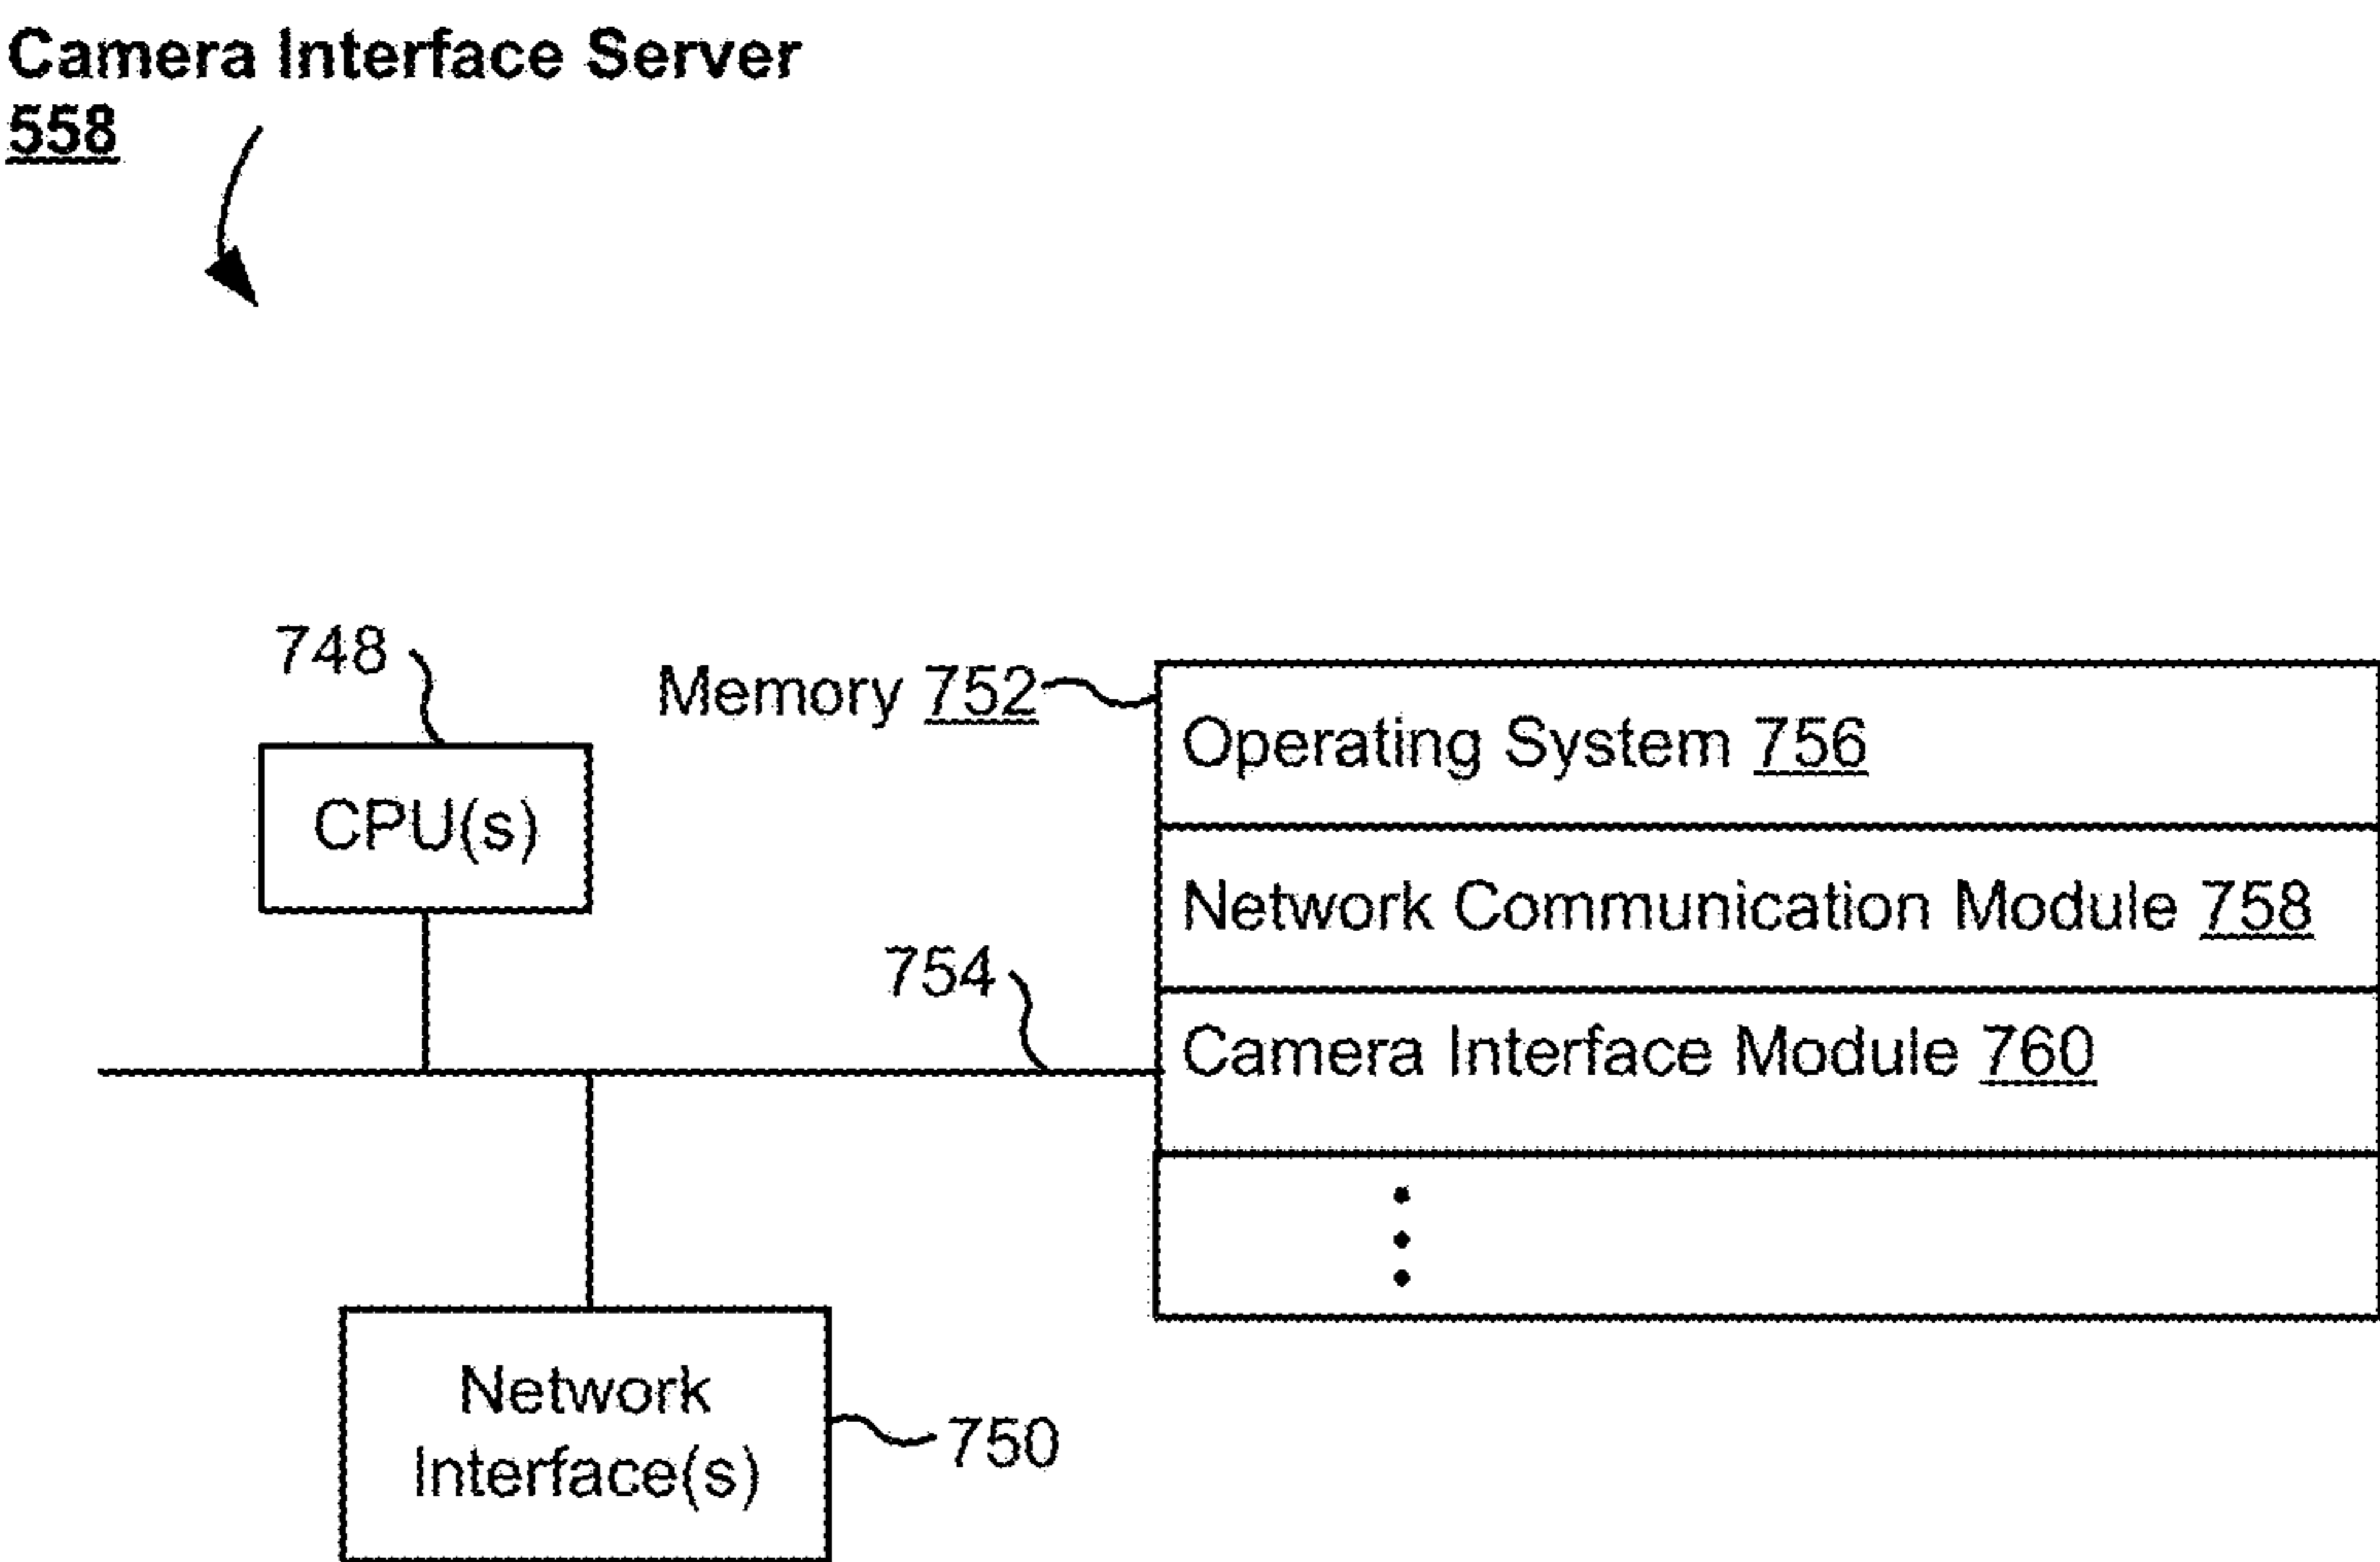 Camera Interface Server
558
748
Memory 752
Operating System 756
CPU(s)
Network Communication Module 758
754
Camera Interface Module 760
Network
Interface(s)
750